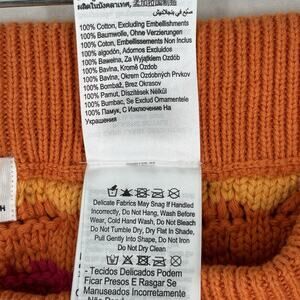 100% Cotton, Excluding Embellishments
100% Baumwolle, Ohne Verzierungen
100% Coton, Embellissements Non Inclus
100% algodón, Adornos Excluidos
100% Bawełna, Za Wyjątkiem Ozdób
100% Bavlna, Kromě Ozdob
100% Bavlna, Okrem Ozdobných Prvkov
100% Bombaž, Brez Okrasov
100% Pamut, Díszítések Nélkül
100% Bumbac, Se Exclud Ornamentele
100% Памук, С Изключение На
Украшения
Delicate Fabrics May Snag if Handled
Incorrectly, Do Not Hang, Wash Before
Wear, Cold Hand Wash, Do Not Bleach
Do Not Tumble Dry, Dry Flat In Shade,
Pull Gently Into Shape, Do Not Iron
Do Not Dry Clean
- Tecidos Delicados Podem
Ficar Presos E Rasgar Se
Manuseados Incorretamente